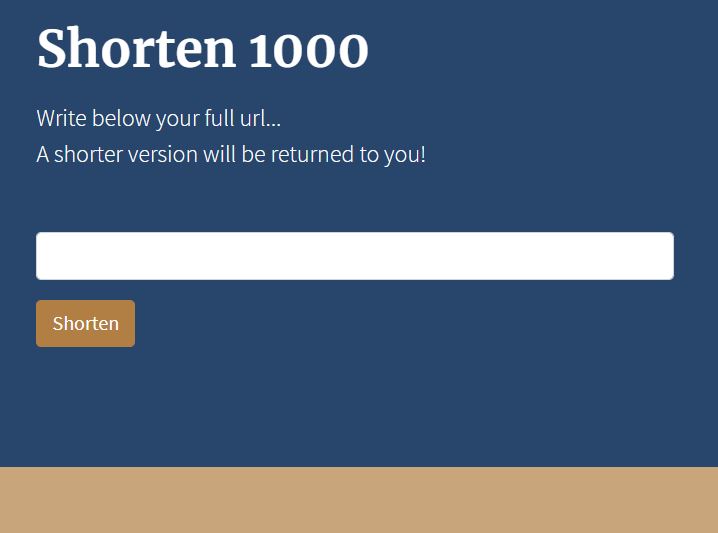 Shorten 1000
Write below your full url...
A shorter version will be returned to you!
Shorten